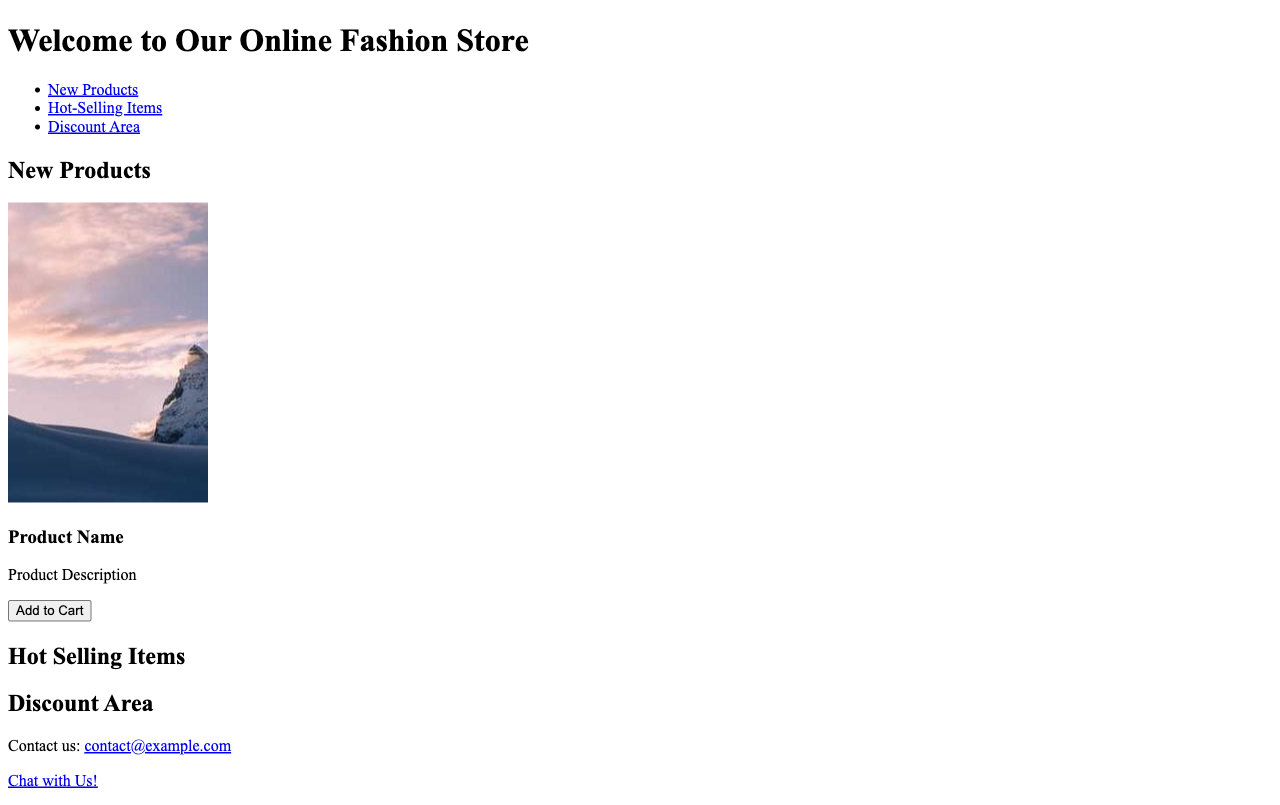 Welcome to Our Online Fashion Store
New Products
Hot-Selling Items
Discount Area
New Products
Product Name
Product Description
Add to Cart
Hot Selling Items
Discount Area
Contact us: contact@example.com
Chat with Us!